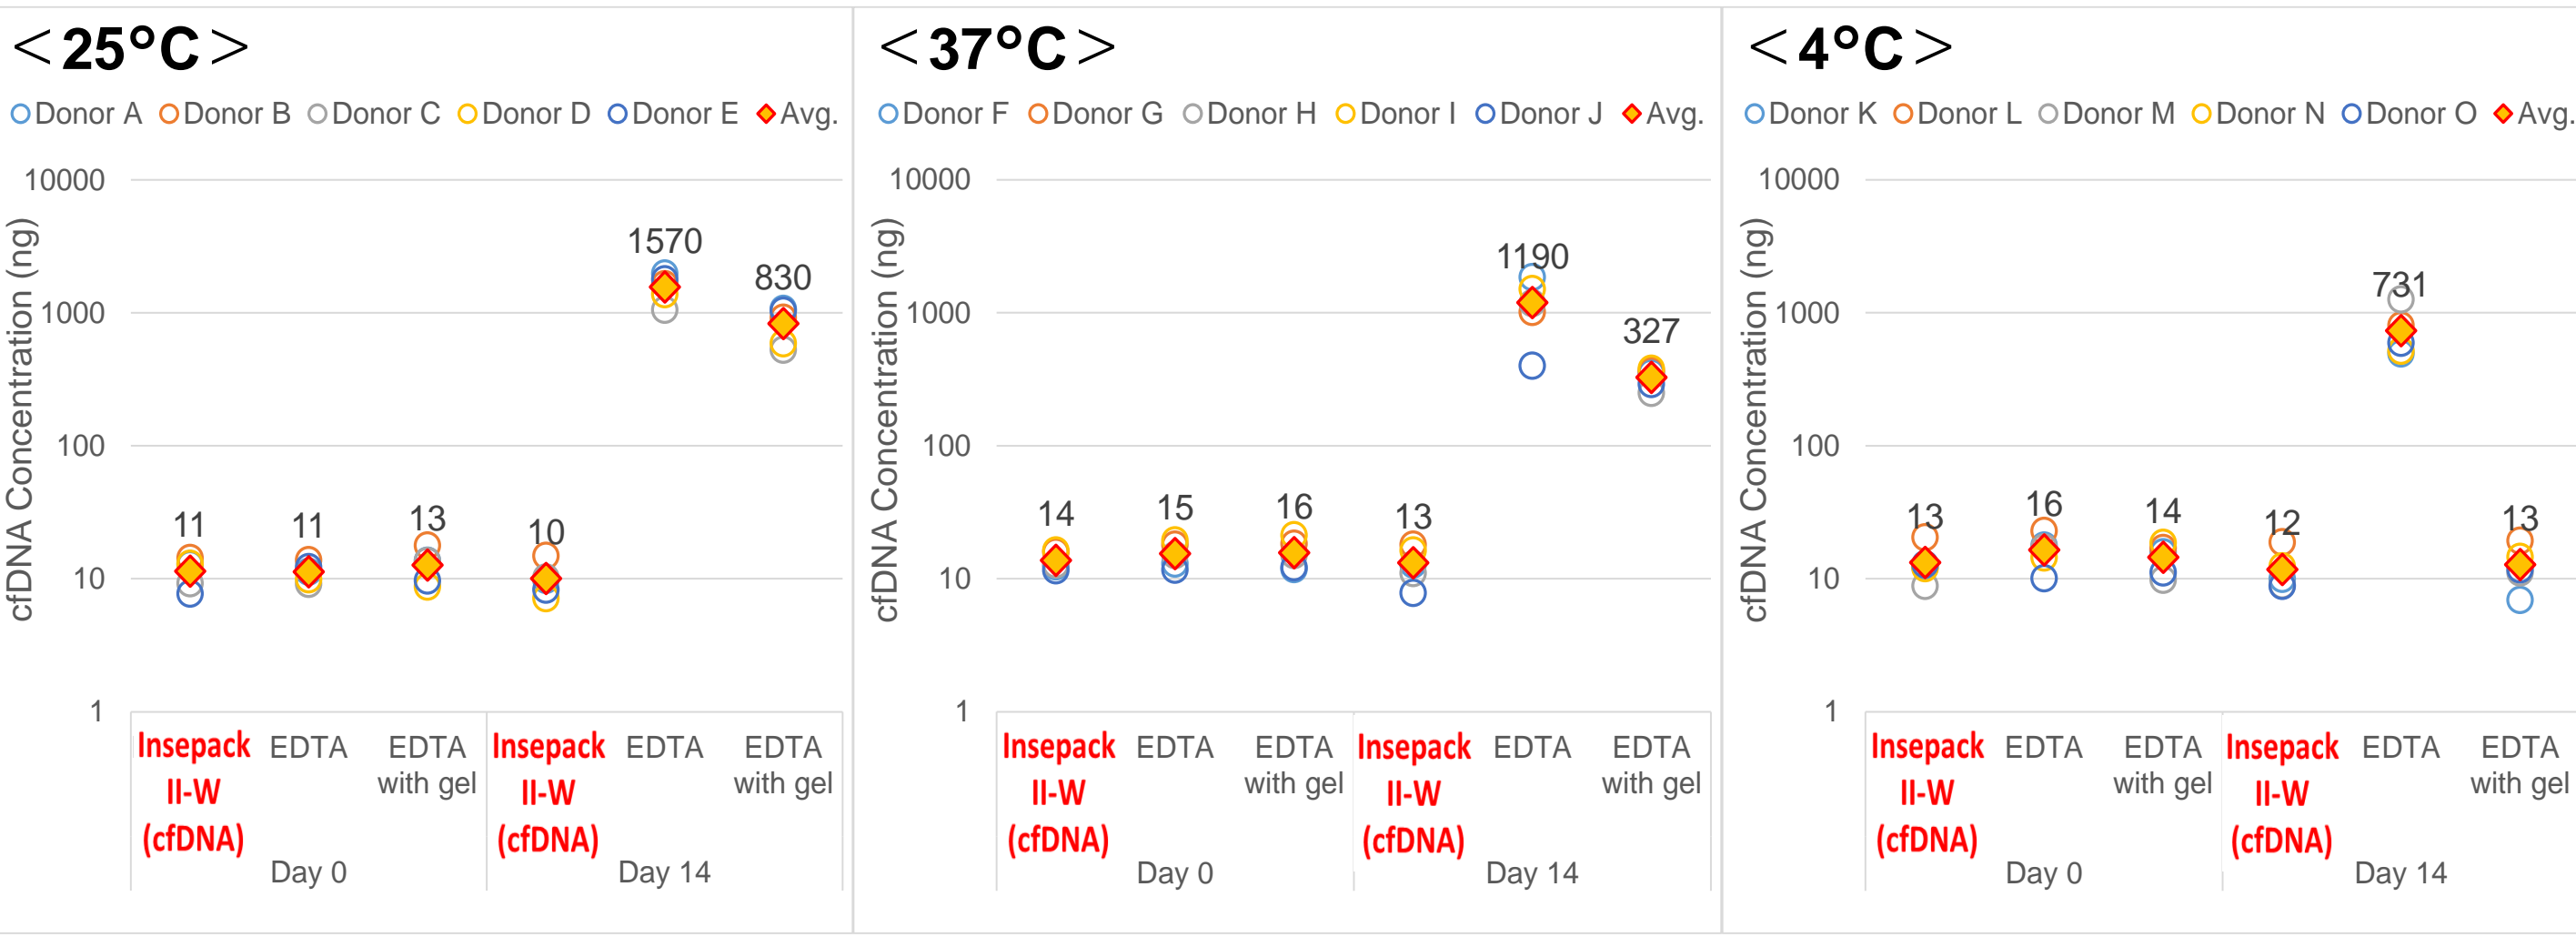 <25°C>
Donor A Donor B Donor C Donor D Donor E Avg.
cfDNA Concentration (ng)
10000
1000
100
10
1
11
11
13
10
1570
830
Insepack II-W (cfDNA)
EDTA
EDTA with gel
Insepack II-W (cfDNA)
EDTA
EDTA with gel
Day 0
Day 14
<37°C>
Donor F Donor G Donor H Donor I Donor J Avg.
cfDNA Concentration (ng)
10000
1000
100
10
1
14
15
16
13
1190
327
Insepack II-W (cfDNA)
EDTA
EDTA with gel
Insepack II-W (cfDNA)
EDTA
EDTA with gel
Day 0
Day 14
<4°C>
Donor K Donor L Donor M Donor N Donor O Avg.
cfDNA Concentration (ng)
10000
1000
100
10
1
13
16
14
12
731
13
Insepack II-W (cfDNA)
EDTA
EDTA with gel
Insepack II-W (cfDNA)
EDTA
EDTA with gel
Day 0
Day 14